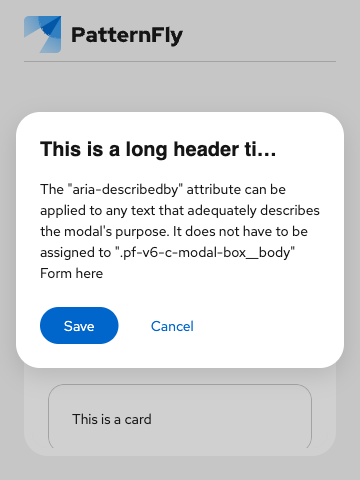 PatternFly
This is a long header ti...
The "aria-describedby" attribute can be
applied to any text that adequately describes
the modal's purpose. It does not have to be
assigned to ".pf-v6-c-modal-box__body"
Form here
Save
Cancel
This is a card